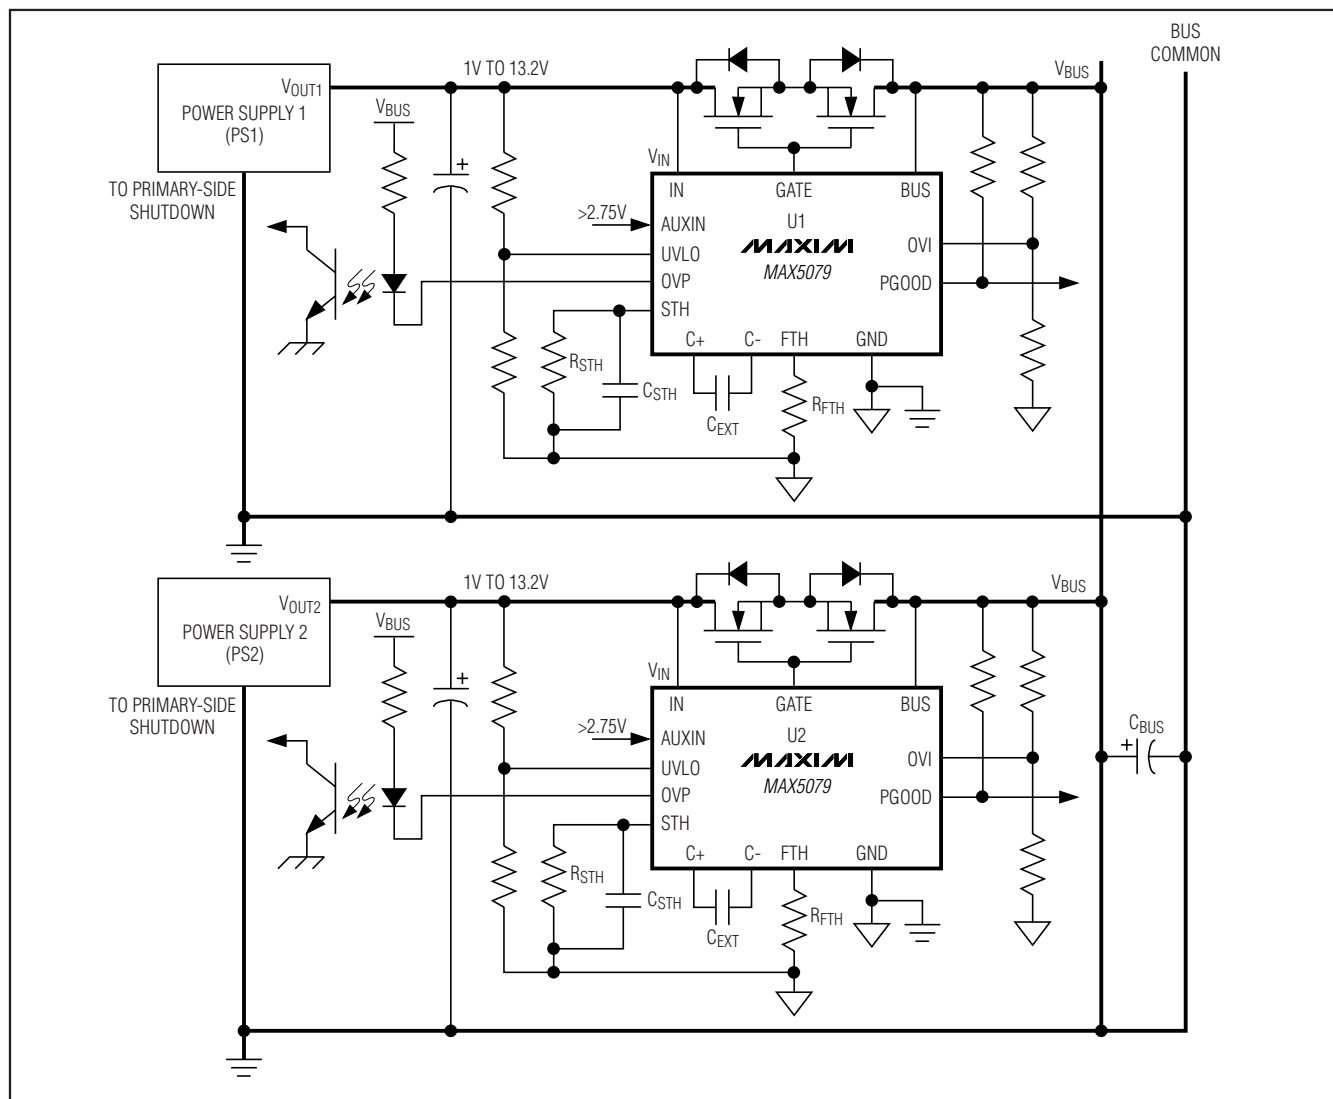 BUS
COMMON
1V TO 13.2V
VBUS
VOUT1
POWER SUPPLY 1
(PS1)
VBUS
+
TO PRIMARY-SIDE
SHUTDOWN
VIN
IN
GATE
BUS
>2.75V
AUXIN
U1
MAXIM
MAX5079
UVLO
OVI
OVP
PGOOD
STH
C+
C-
FTH
GND
RSTH
CSTH
CEXT
RFTH
1V TO 13.2V
VBUS
VOUT2
POWER SUPPLY 2
(PS2)
VBUS
+
TO PRIMARY-SIDE
SHUTDOWN
VIN
IN
GATE
BUS
>2.75V
AUXIN
U2
MAXIM
MAX5079
UVLO
OVI
OVP
PGOOD
STH
C+
C-
FTH
GND
RSTH
CSTH
CEXT
RFTH
CBUS
+